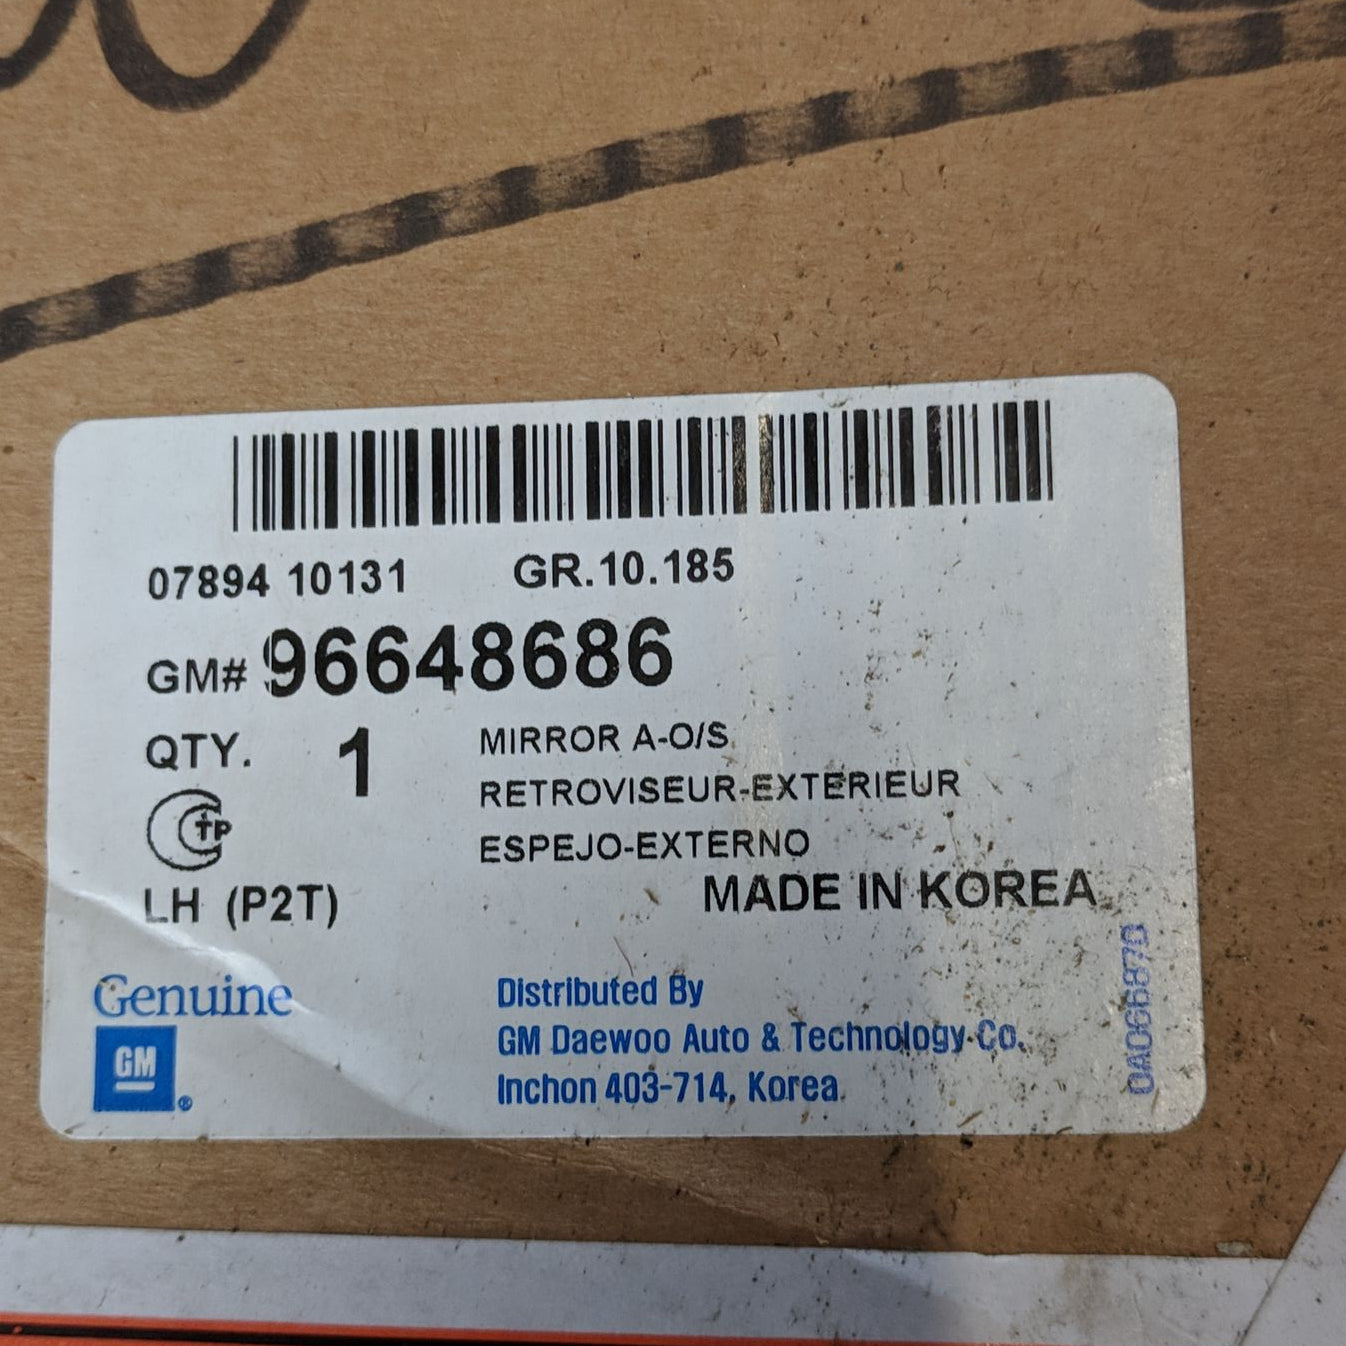 07894 10131 GR.10.185
GM# 96648686
QTY. 1 MIRROR A-O/S
RETROVISEUR-EXTERIEUR
ESPEJO-EXTERNO
LH (P2T) MADE IN KOREA
Genuine
GM
®
Distributed By
GM Daewoo Auto & Technology Co.
Inchon 403-714, Korea
0A066870